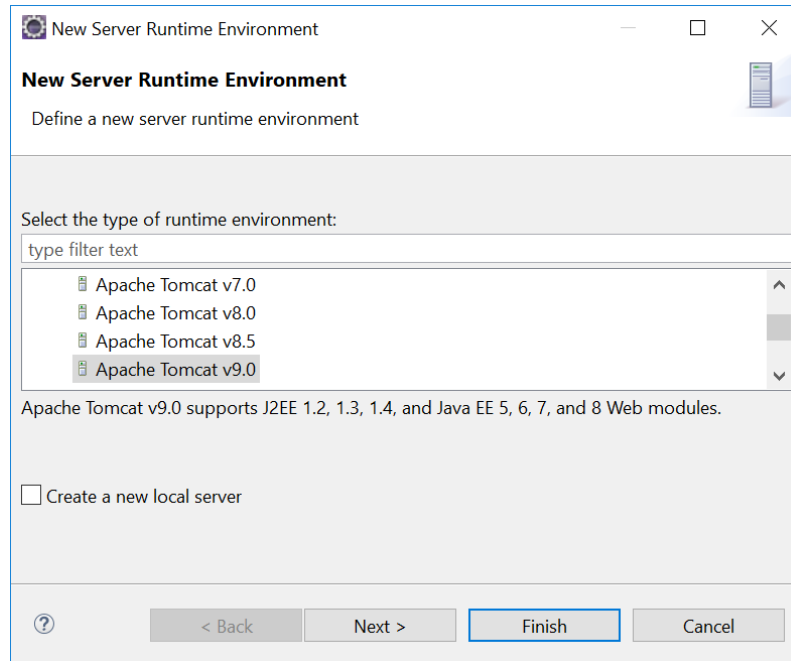 New Server Runtime Environment
New Server Runtime Environment
Define a new server runtime environment
Select the type of runtime environment:
type filter text
Apache Tomcat v7.0
Apache Tomcat v8.0
Apache Tomcat v8.5
Apache Tomcat v9.0
Apache Tomcat v9.0 supports J2EE 1.2, 1.3, 1.4, and Java EE 5, 6, 7, and 8 Web modules.
Create a new local server
? < Back Next > Finish Cancel